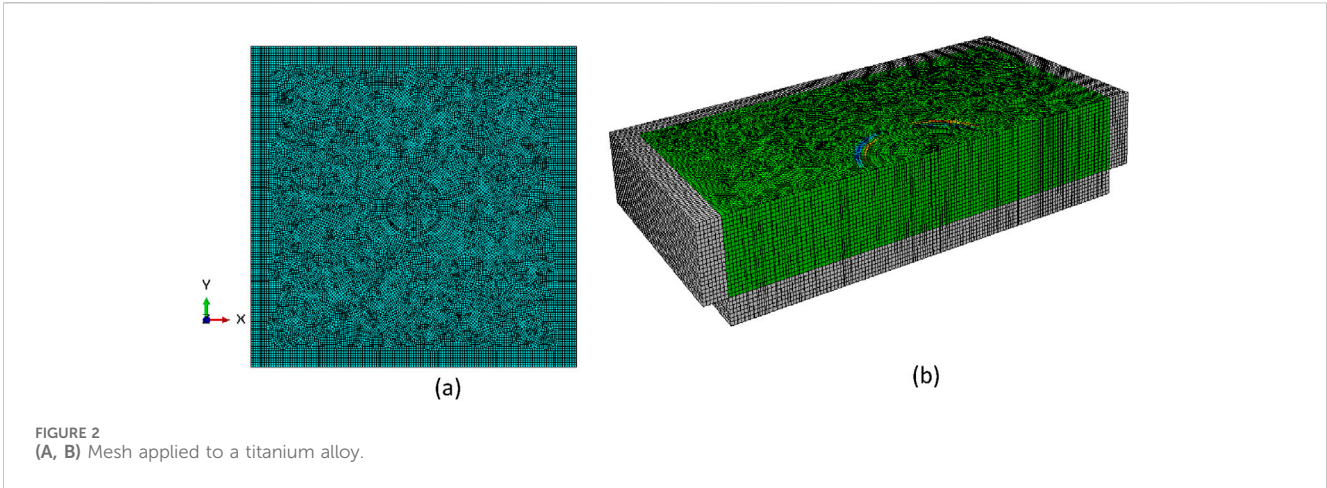 Y
X
(a)
(b)
FIGURE 2
(A, B) Mesh applied to a titanium alloy.